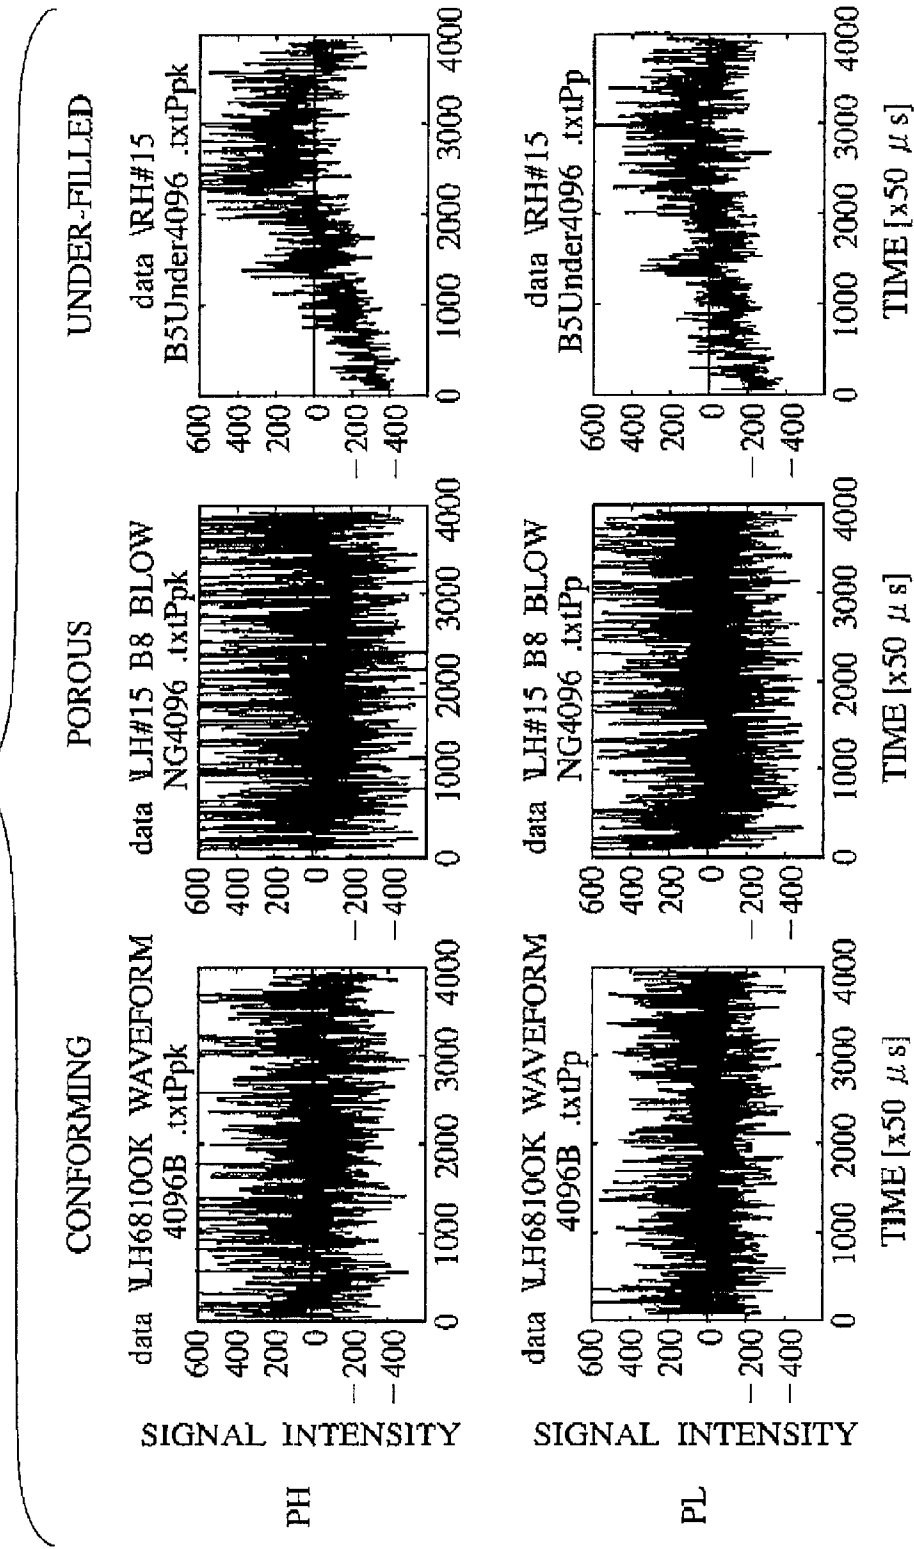 CONFORMING
POROUS
UNDER-FILLED
PH
SIGNAL INTENSITY
data \LH6810OK WAVEFORM
4096B .txtPpk
600
400
200
0
−200
−400
0 1000 2000 3000 4000
data \LH#15 B8 BLOW
NG4096 .txtPpk
600
400
200
0
−200
−400
0 1000 2000 3000 4000
data \RH#15
B5Under4096 .txtPpk
600
400
200
0
−200
−400
0 1000 2000 3000 4000
PL
SIGNAL INTENSITY
data \LH6810OK WAVEFORM
4096B .txtPp
600
400
200
0
−200
−400
0 1000 2000 3000 4000
TIME [x50 μs]
data \LH#15 B8 BLOW
NG4096 .txtPp
600
400
200
0
−200
−400
0 1000 2000 3000 4000
TIME [x50 μs]
data \RH#15
B5Under4096 .txtPp
600
400
200
0
−200
−400
0 1000 2000 3000 4000
TIME [x50 μs]